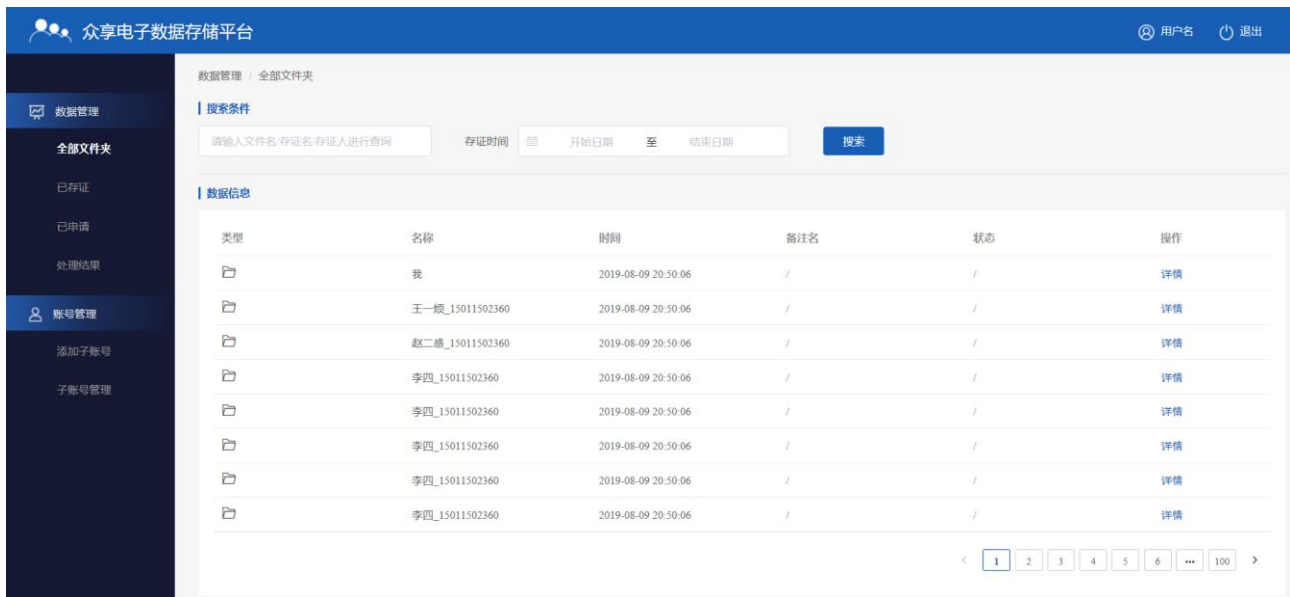 众享电子数据存储平台
用户名 退出
数据管理 / 全部文件夹
数据管理
搜索条件
全部文件夹
请输入文件名/存证名/存证人进行查询 存证时间 开始日期 至 结束日期 搜索
已存证
数据信息
已申请
处理结果
账号管理
添加子账号
子账号管理
类型 名称 时间 备注名 状态 操作
我 2019-08-09 20:50:06 / / 详情
王一烦_15011502360 2019-08-09 20:50:06 / / 详情
赵二感_15011502360 2019-08-09 20:50:06 / / 详情
李四_15011502360 2019-08-09 20:50:06 / / 详情
李四_15011502360 2019-08-09 20:50:06 / / 详情
李四_15011502360 2019-08-09 20:50:06 / / 详情
李四_15011502360 2019-08-09 20:50:06 / / 详情
李四_15011502360 2019-08-09 20:50:06 / / 详情
< 1 2 3 4 5 6 ••• 100 >